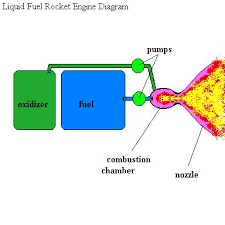 Liquid Fuel Rocket Engine Diagram
pumps
oxidizer
fuel
combustion
chamber
nozzle